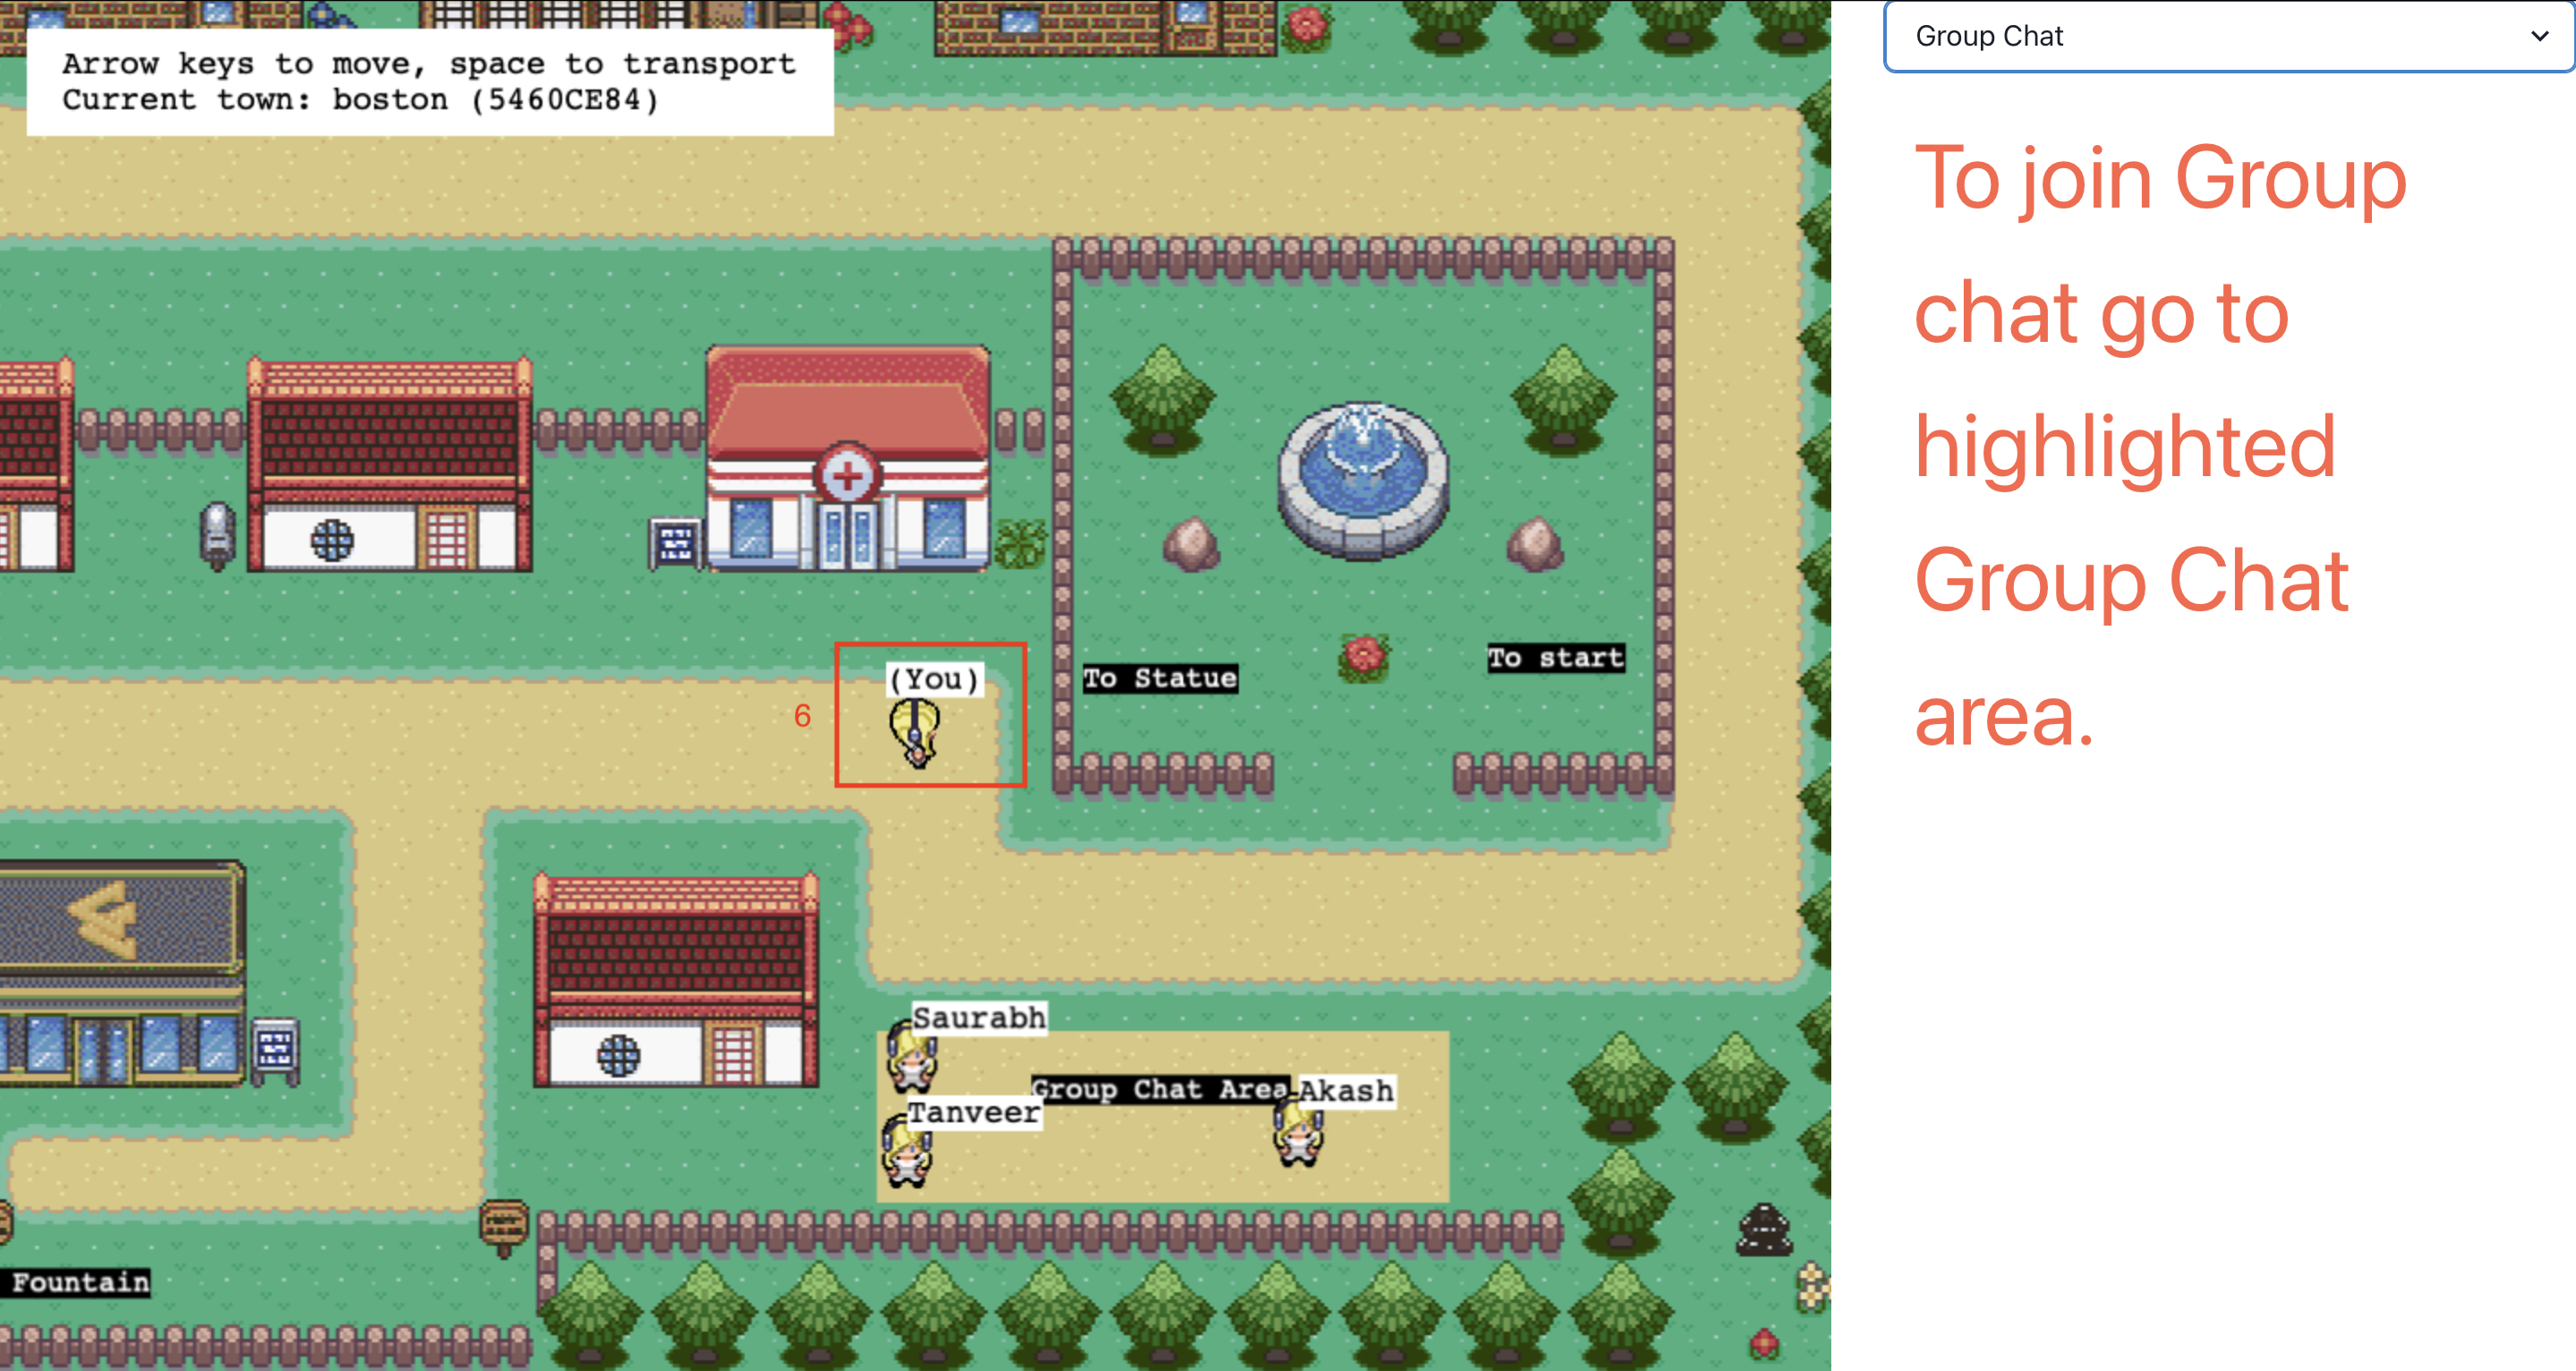 Arrow keys to move, space to transport
Current town: boston (5460CE84)
Group Chat
To join Group
chat go to
highlighted
Group Chat
area.
(You)
6
To Statue
To start
Saurabh
Group Chat Area
Akash
Tanveer
Fountain